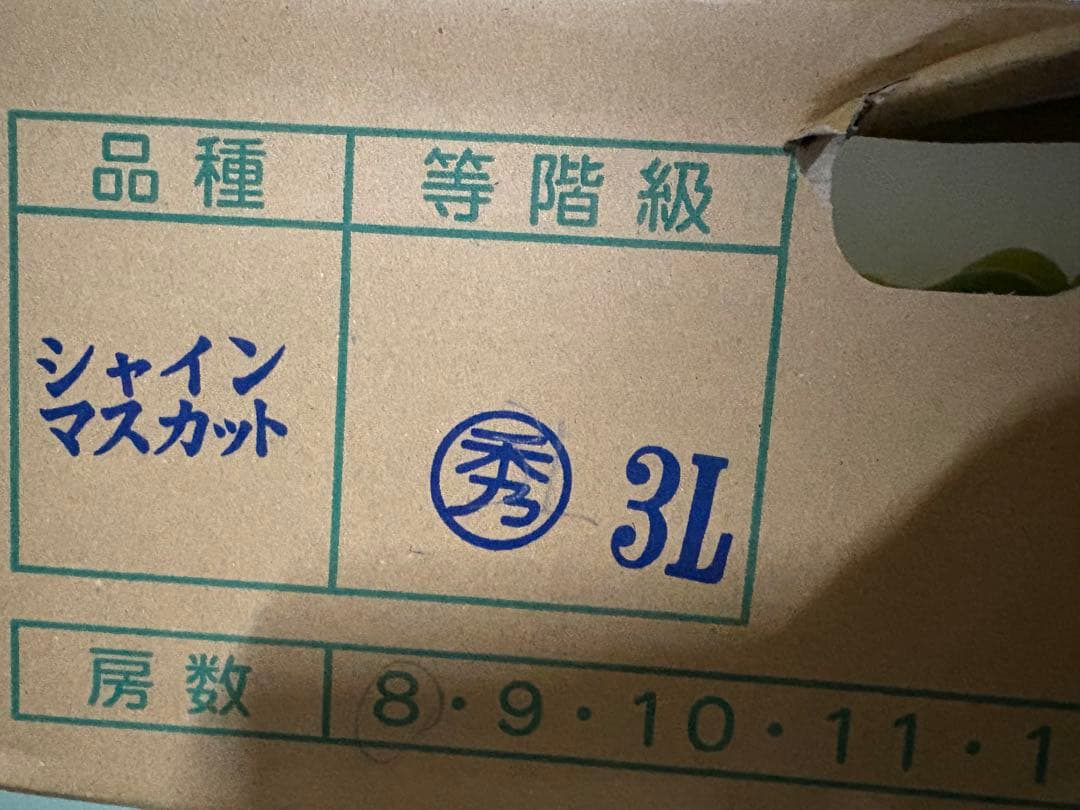 品種 等階級
シャイン
マスカット
秀 3L
房数 8・9・10・11・1